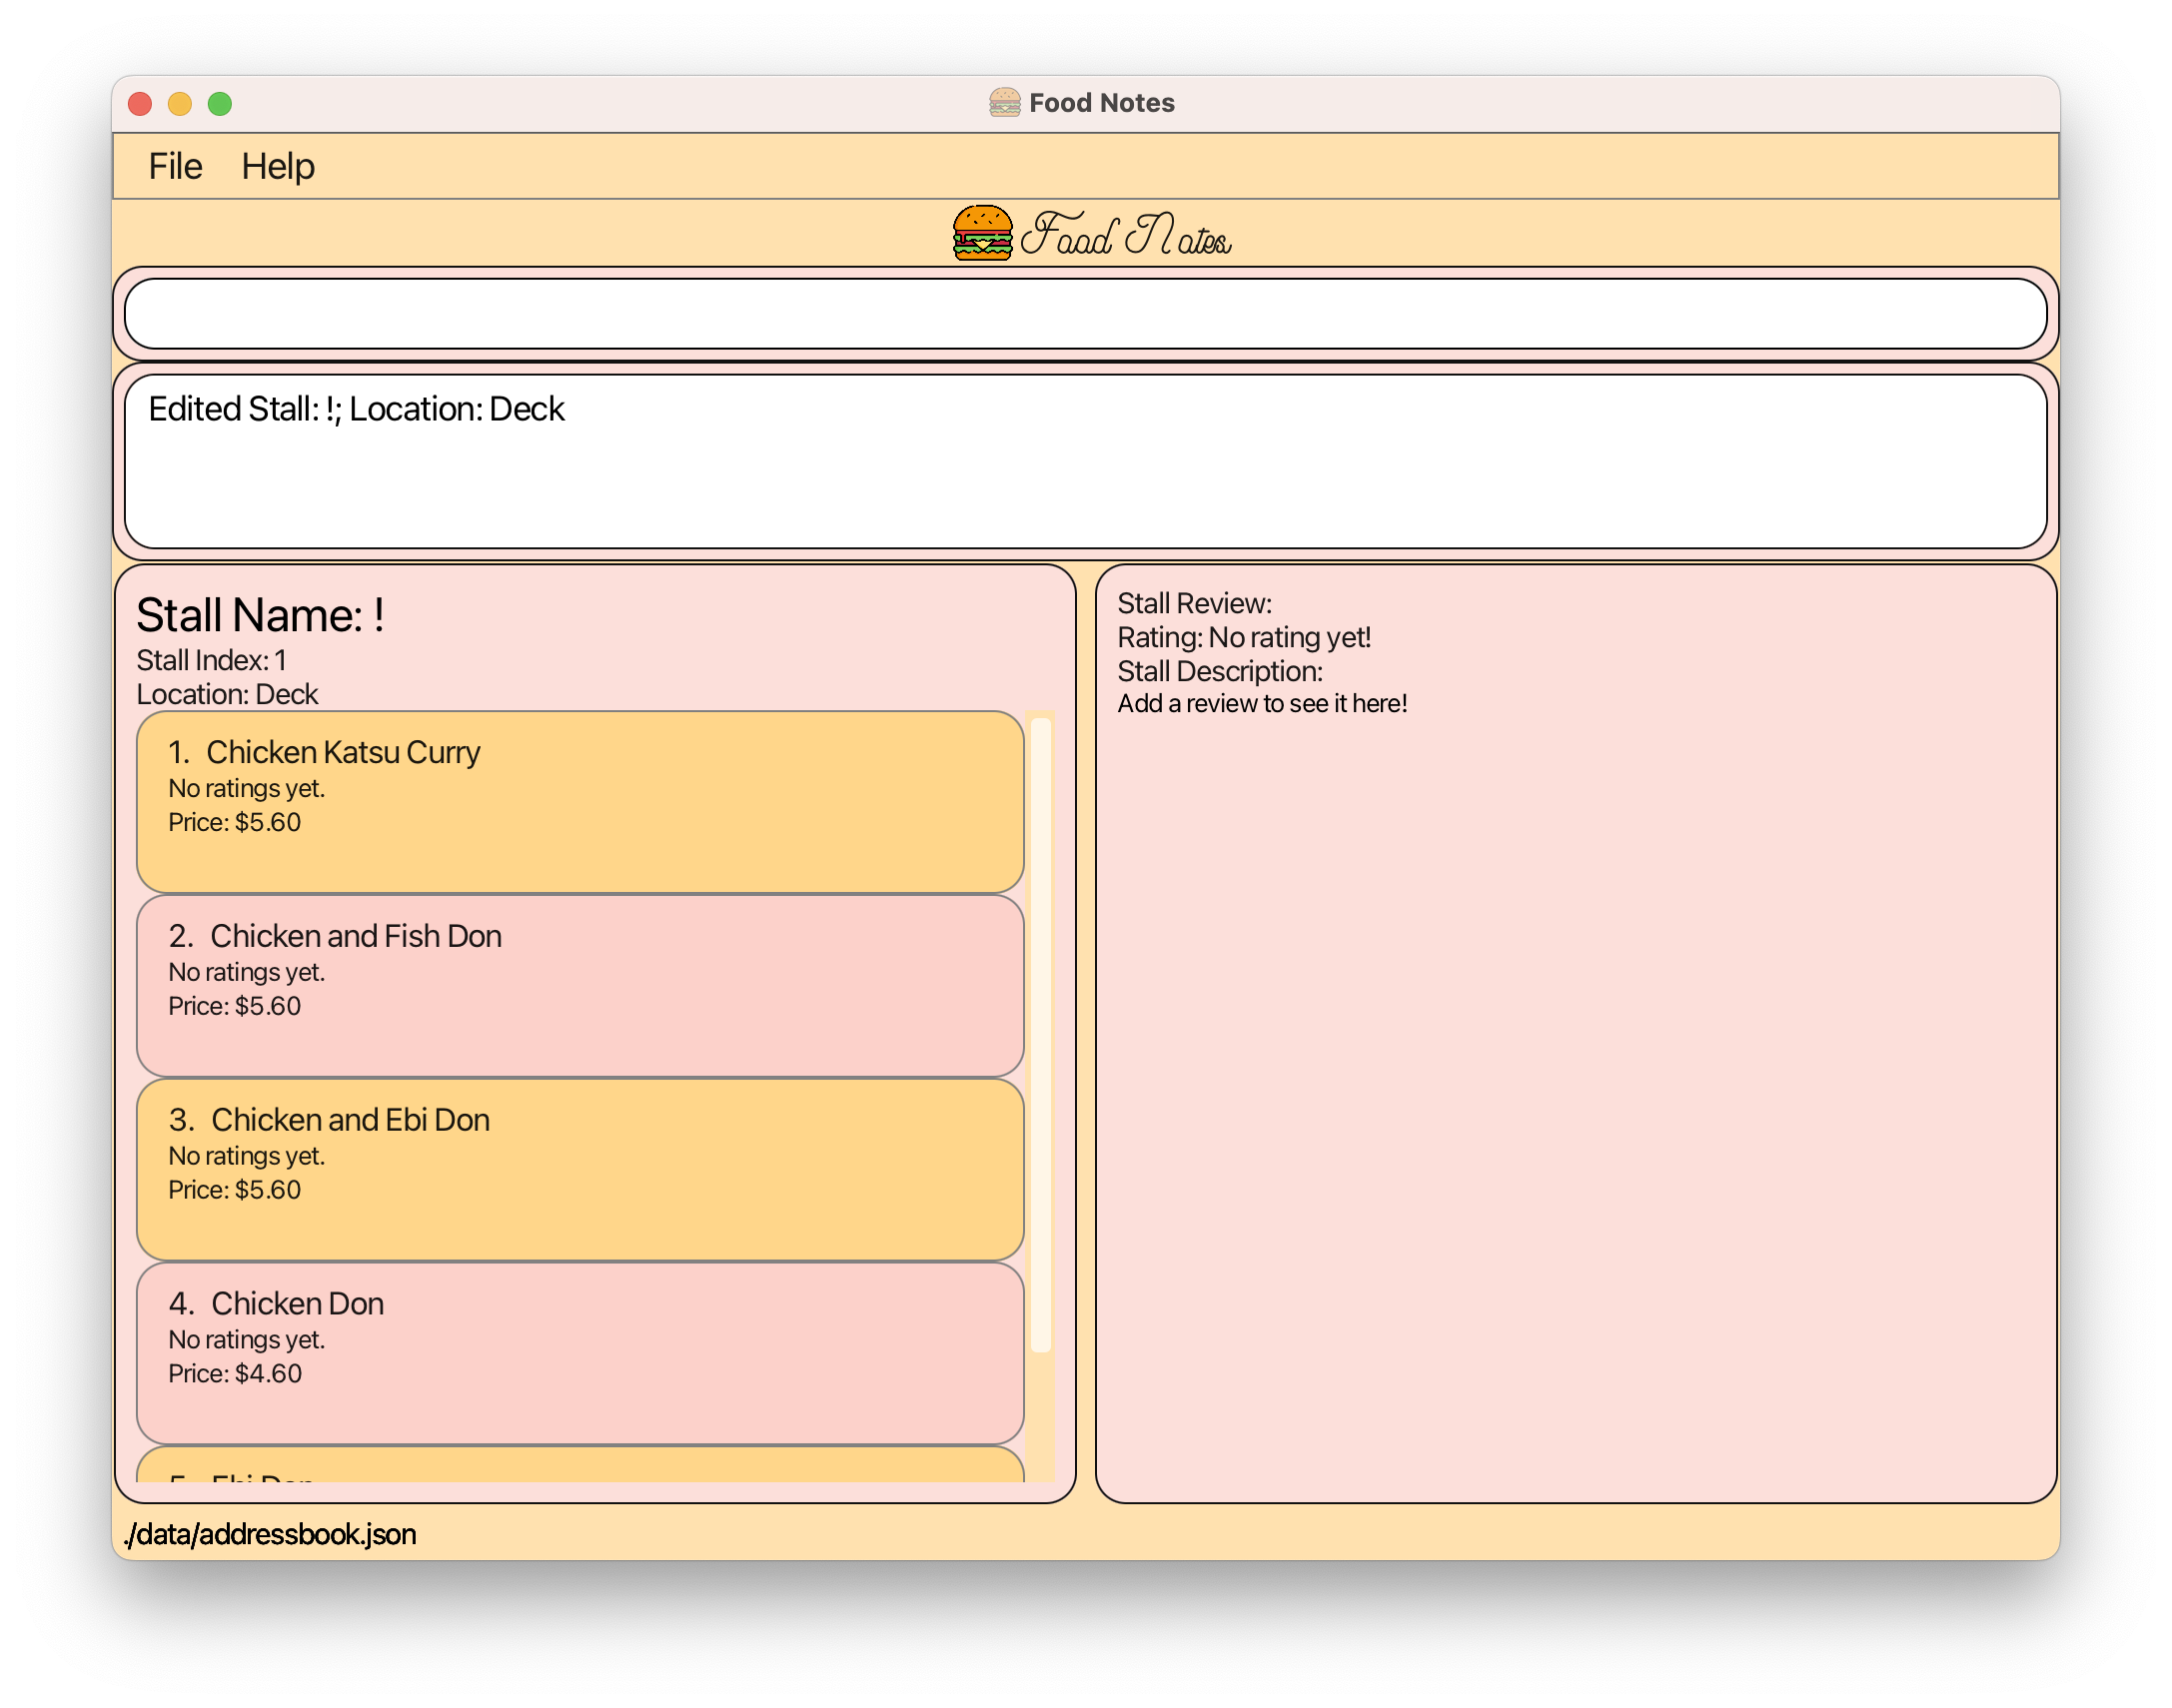 Food Notes
File Help
Food Notes
Edited Stall: !; Location: Deck
Stall Name: !
Stall Index: 1
Location: Deck
1. Chicken Katsu Curry
No ratings yet.
Price: $5.60
2. Chicken and Fish Don
No ratings yet.
Price: $5.60
3. Chicken and Ebi Don
No ratings yet.
Price: $5.60
4. Chicken Don
No ratings yet.
Price: $4.60
5. Ebi Don
Stall Review:
Rating: No rating yet!
Stall Description:
Add a review to see it here!
./data/addressbook.json